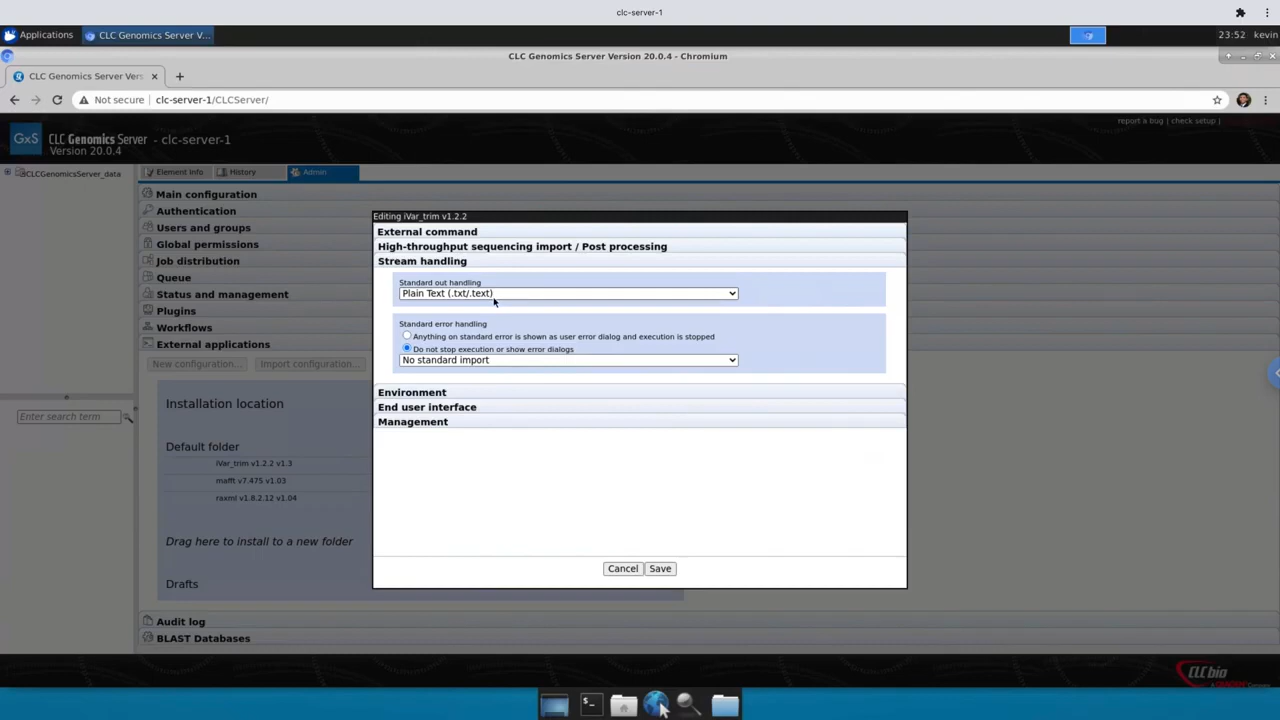 clc-server-1
Applications
CLC Genomics Server V...
23:52 kevin
CLC Genomics Server Version 20.0.4 - Chromium
CLC Genomics Server Vers
Not secure | clc-server-1/CLCServer/
report a bug | check setup |
GxS CLC Genomics Server - clc-server-1
Version 20.0.4
CLCGenomicsServer_data
Element Info
History
Admin
Main configuration
Authentication
Users and groups
Global permissions
Job distribution
Queue
Status and management
Plugins
Workflows
External applications
New configuration...
Import configuration...
Installation location
Default folder
iVar_trim v1.2.2 v1.3
mafft v7.475 v1.03
raxml v1.8.2.12 v1.04
Drag here to install to a new folder
Drafts
Audit log
BLAST Databases
Enter search term
Editing iVar_trim v1.2.2
External command
High-throughput sequencing import / Post processing
Stream handling
Standard out handling
Plain Text (.txt/.text)
Standard error handling
Anything on standard error is shown as user error dialog and execution is stopped
Do not stop execution or show error dialogs
No standard import
Environment
End user interface
Management
Cancel
Save
CLC bio